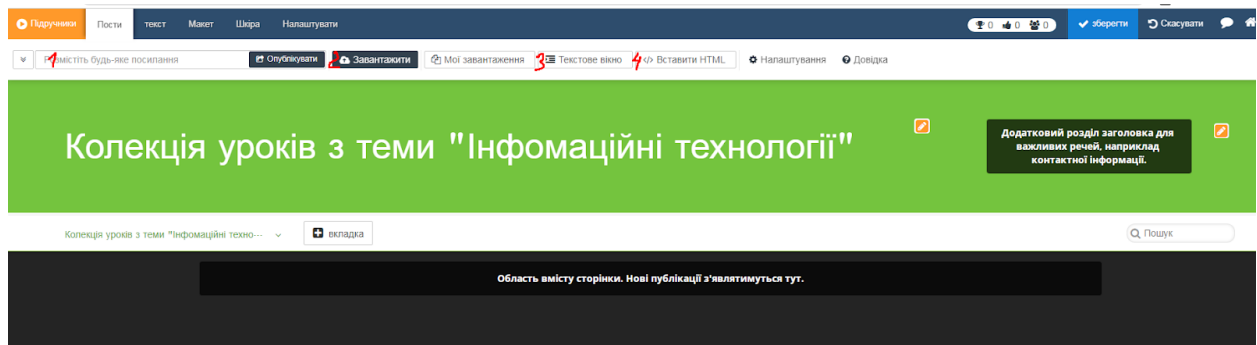 Підручники Пости текст Макет Шкіра Налаштувати 0 0 0 зберегти Скасувати
1 Розмістіть будь-яке посилання Опублікувати 2 Завантажити Мої завантаження 3 Текстове вікно 4 </> Вставити HTML Налаштування Довідка
Колекція уроків з теми "Інфомаційні технології"
Додатковий розділ заголовка для
важливих речей, наприклад
контактної інформації.
Колекція уроків з теми "Інфомаційні техно··· вкладка Пошук
Область вмісту сторінки. Нові публікації з'являтимуться тут.